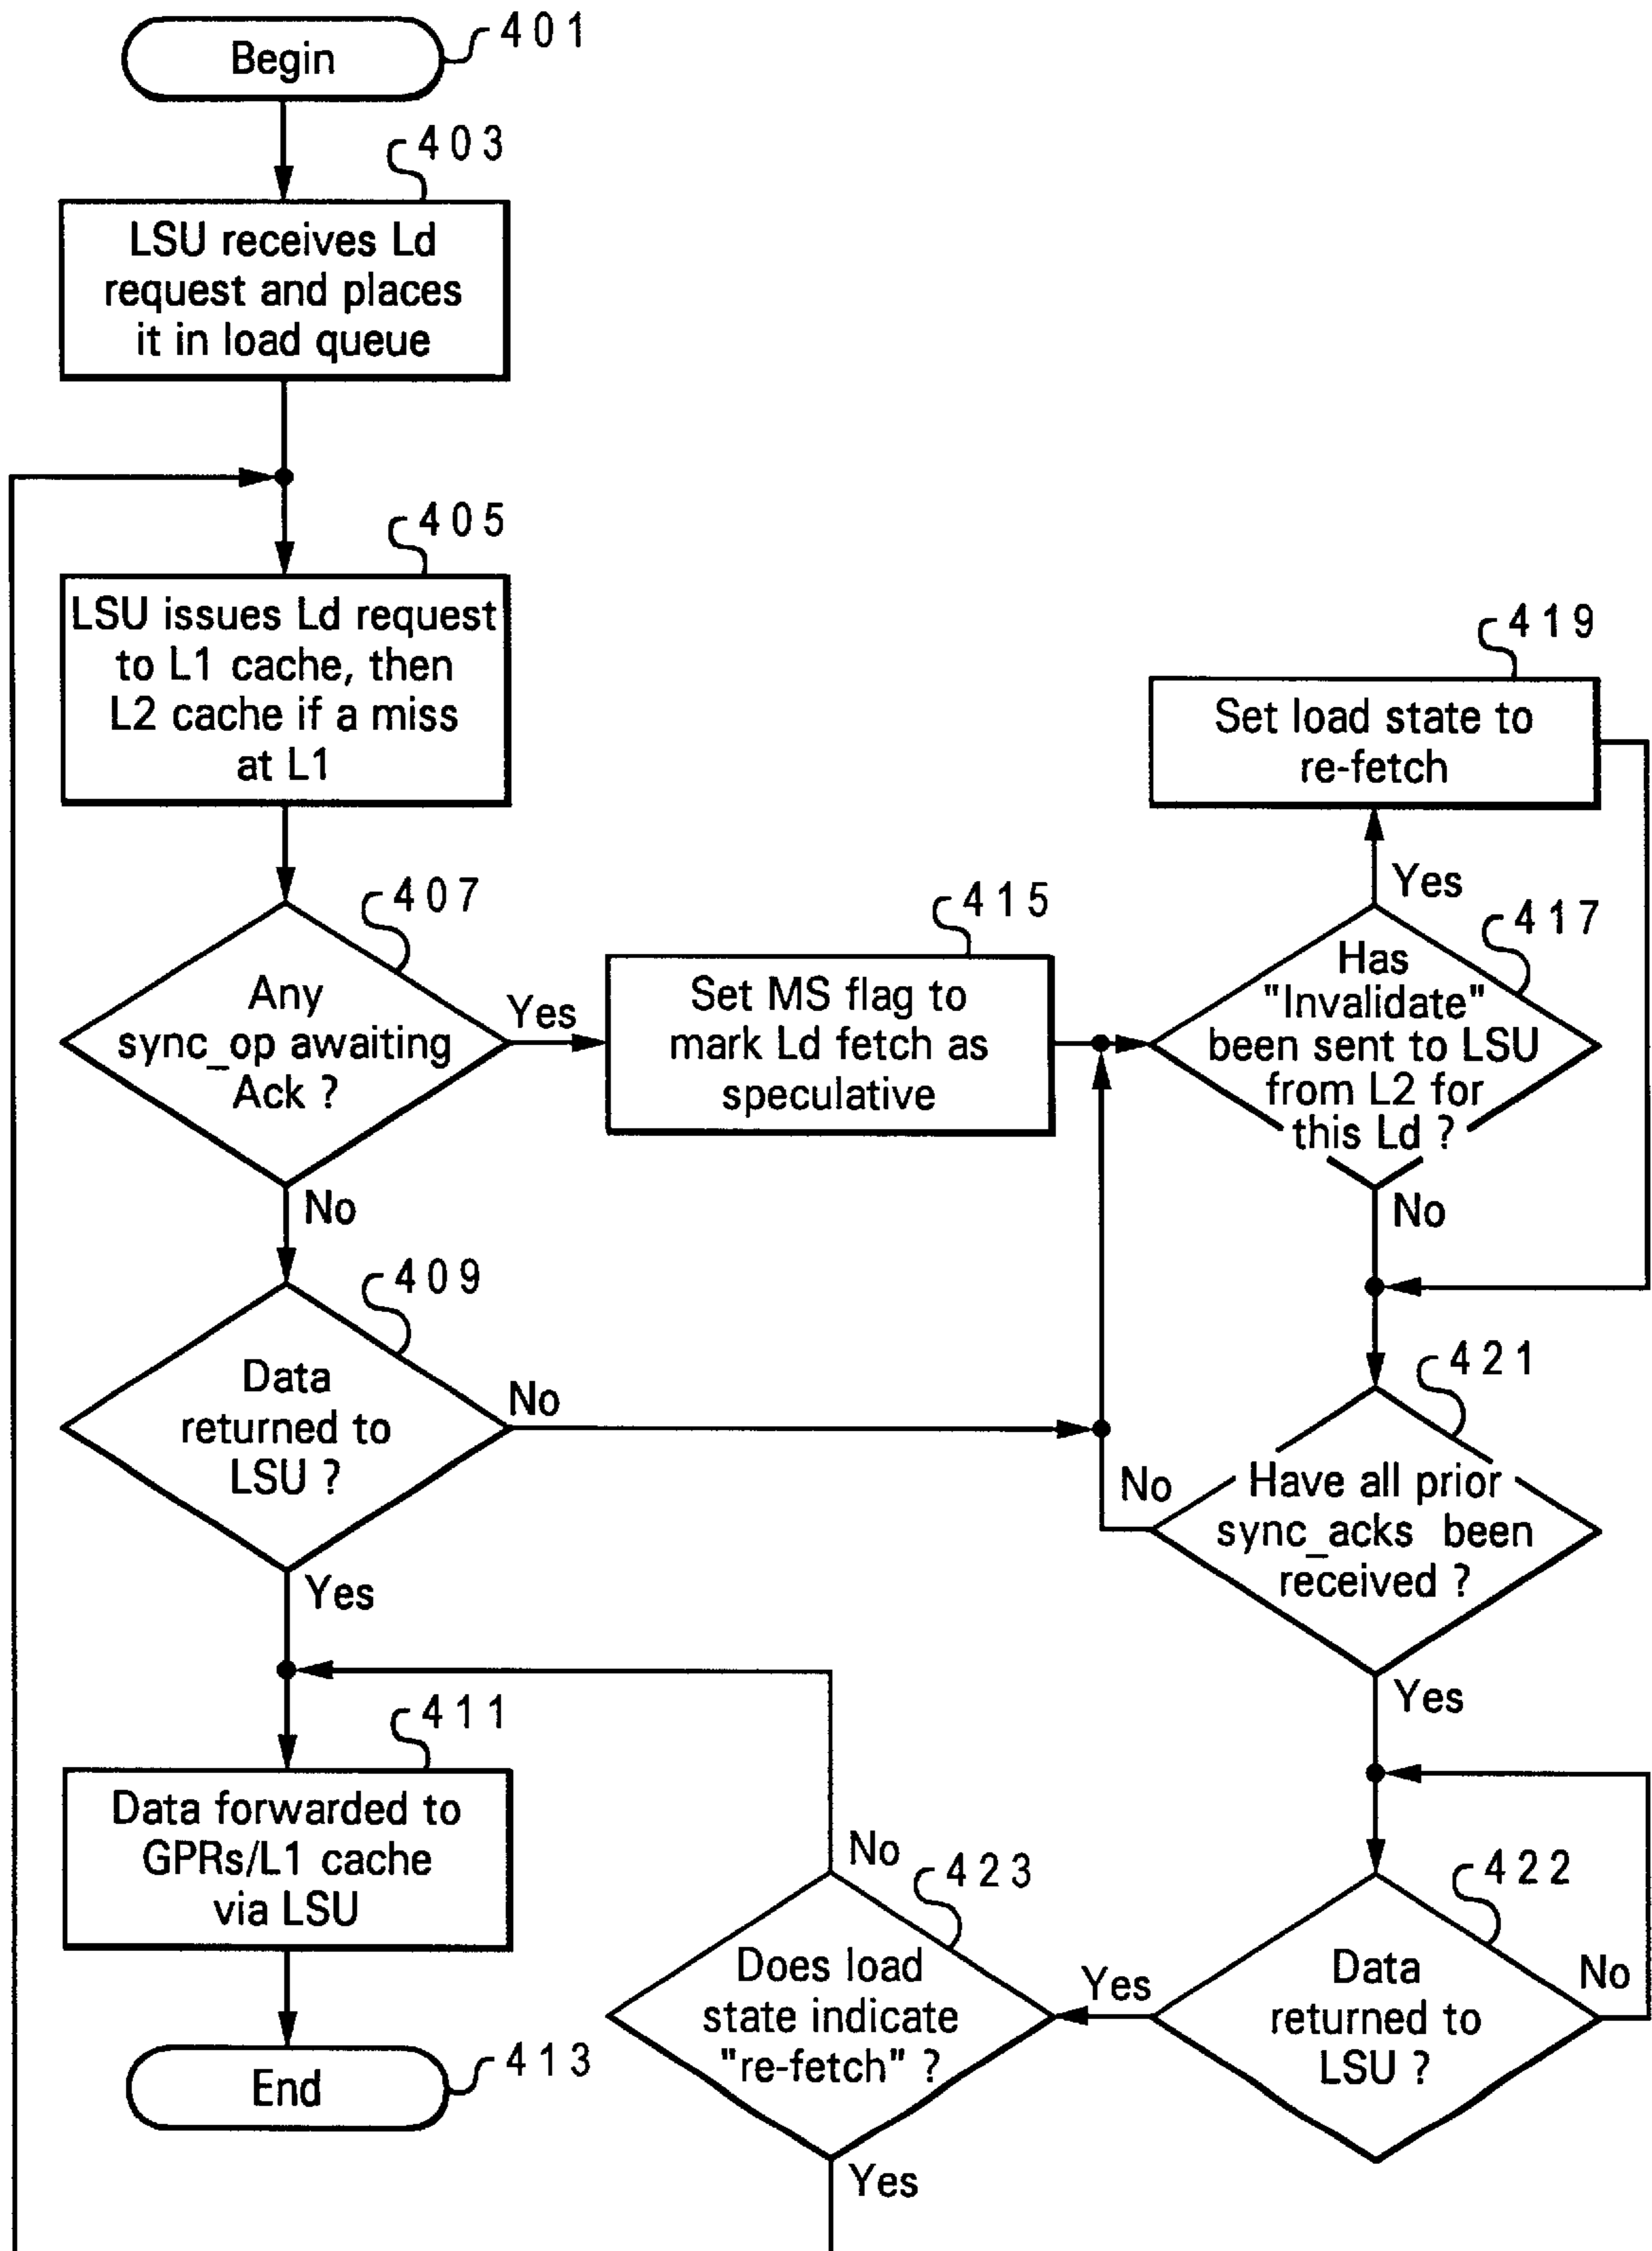 Begin
401
403
LSU receives Ld
request and places
it in load queue
405
LSU issues Ld request
to L1 cache, then
L2 cache if a miss
at L1
407
Any
sync_op awaiting
Ack ?
Yes
No
415
Set MS flag to
mark Ld fetch as
speculative
419
Set load state to
re-fetch
Yes
417
Has
"Invalidate"
been sent to LSU
from L2 for
this Ld ?
No
409
Data
returned to
LSU ?
No
Yes
421
Have all prior
sync_acks been
received ?
No
Yes
411
Data forwarded to
GPRs/L1 cache
via LSU
413
End
No
423
Does load
state indicate
"re-fetch" ?
Yes
Yes
422
Data
returned to
LSU ?
No